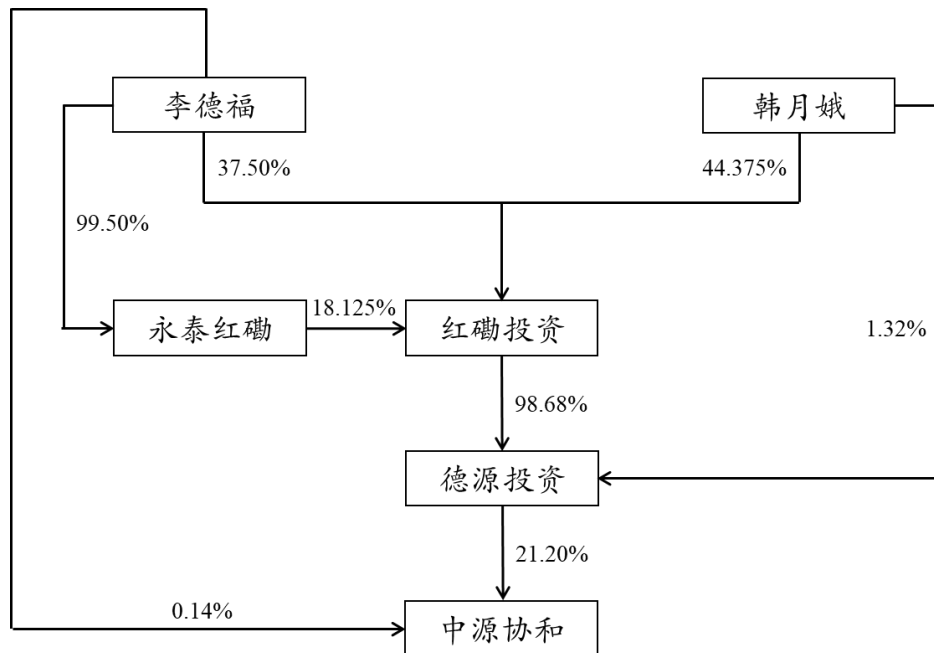 李德福
韩月娥
37.50%
44.375%
99.50%
永泰红磡
18.125%
红磡投资
1.32%
98.68%
德源投资
21.20%
0.14%
中源协和